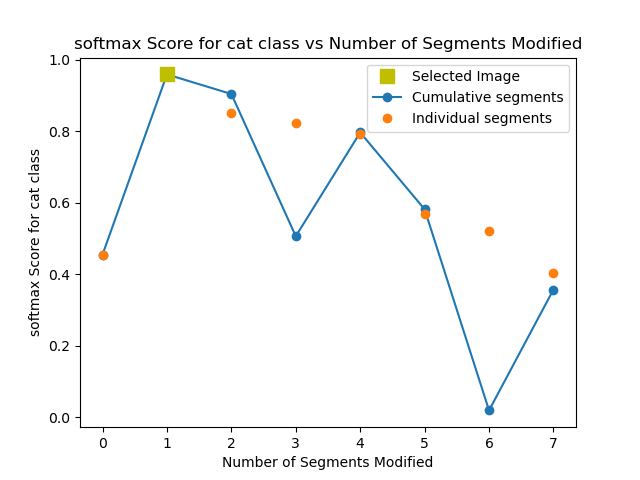 softmax Score for cat class vs Number of Segments Modified
Selected Image
Cumulative segments
Individual segments
softmax Score for cat class
1.0
0.8
0.6
0.4
0.2
0.0
0 1 2 3 4 5 6 7
Number of Segments Modified